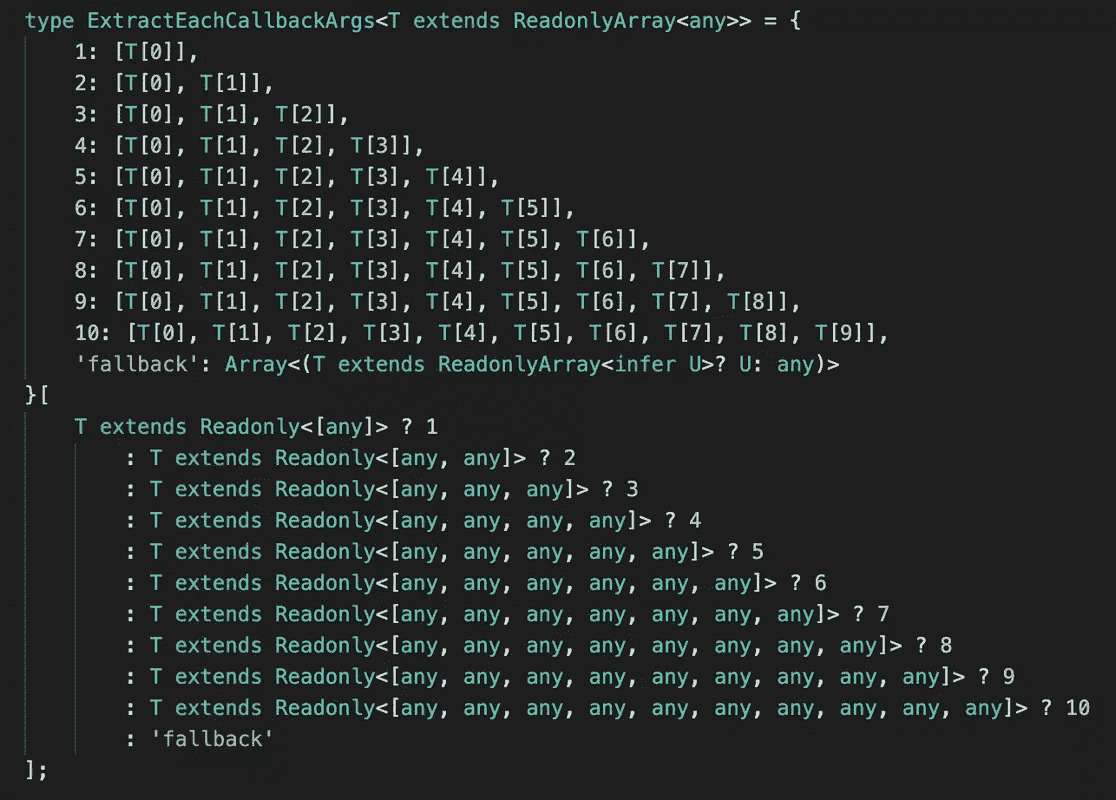 type ExtractEachCallbackArgs<T extends ReadonlyArray<any>> = {
    1: [T[0]],
    2: [T[0], T[1]],
    3: [T[0], T[1], T[2]],
    4: [T[0], T[1], T[2], T[3]],
    5: [T[0], T[1], T[2], T[3], T[4]],
    6: [T[0], T[1], T[2], T[3], T[4], T[5]],
    7: [T[0], T[1], T[2], T[3], T[4], T[5], T[6]],
    8: [T[0], T[1], T[2], T[3], T[4], T[5], T[6], T[7]],
    9: [T[0], T[1], T[2], T[3], T[4], T[5], T[6], T[7], T[8]],
    10: [T[0], T[1], T[2], T[3], T[4], T[5], T[6], T[7], T[8], T[9]],
    'fallback': Array<(T extends ReadonlyArray<infer U>? U: any)>
}[
    T extends Readonly<[any]> ? 1
        : T extends Readonly<[any, any]> ? 2
        : T extends Readonly<[any, any, any]> ? 3
        : T extends Readonly<[any, any, any, any]> ? 4
        : T extends Readonly<[any, any, any, any, any]> ? 5
        : T extends Readonly<[any, any, any, any, any, any]> ? 6
        : T extends Readonly<[any, any, any, any, any, any, any]> ? 7
        : T extends Readonly<[any, any, any, any, any, any, any, any]> ? 8
        : T extends Readonly<[any, any, any, any, any, any, any, any, any]> ? 9
        : T extends Readonly<[any, any, any, any, any, any, any, any, any, any]> ? 10
        : 'fallback'
];